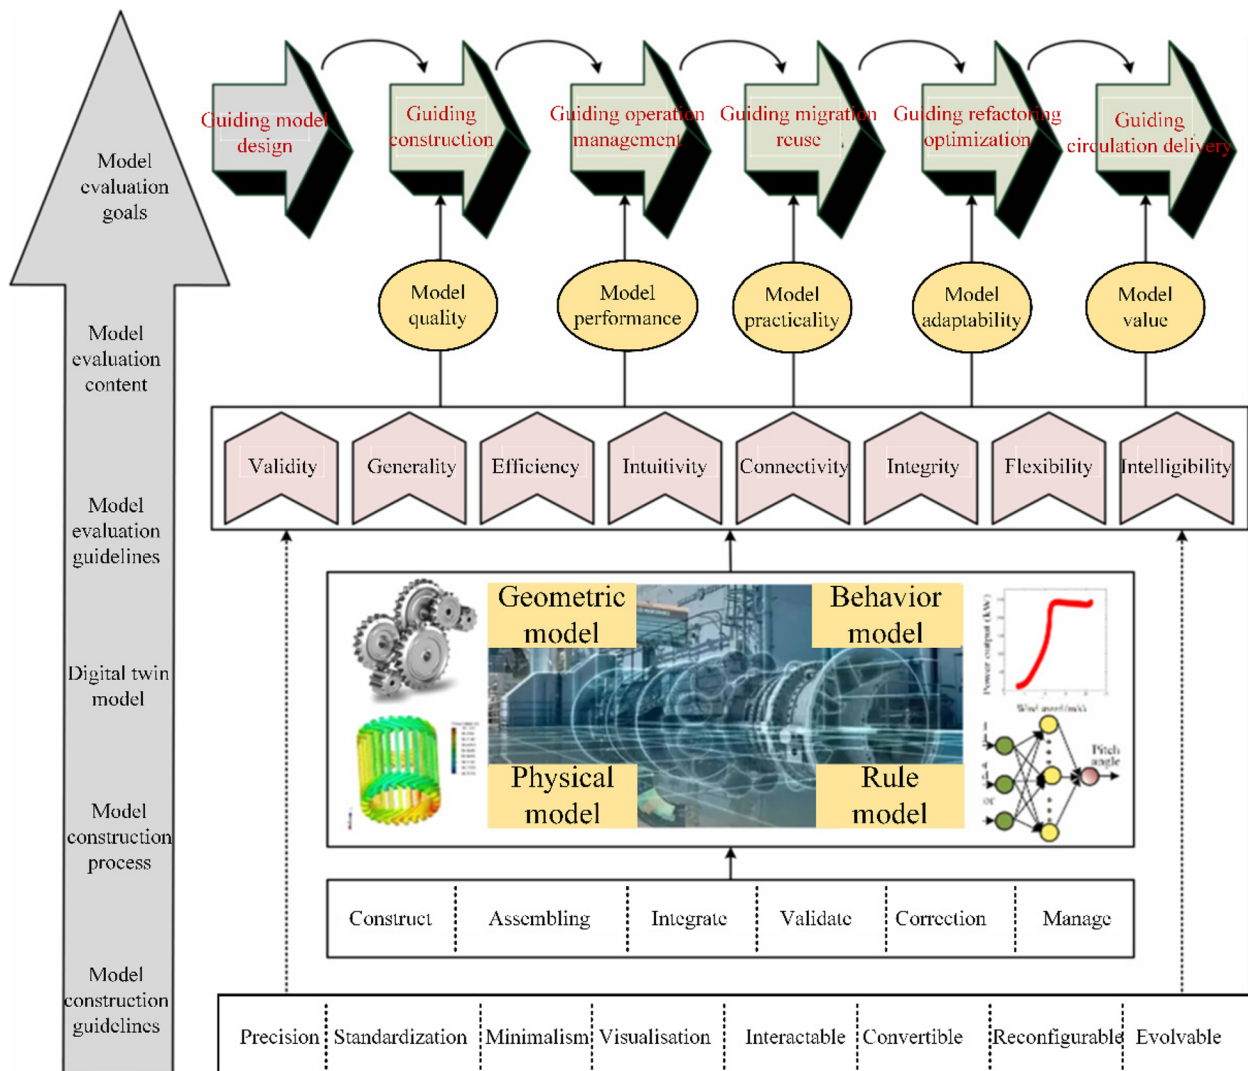 Guiding model
design
Guiding
construction
Guiding operation
management
Guiding migration
reuse
Guiding refactoring
optimization
Guiding
circulation delivery
Model
evaluation
goals
Model
quality
Model
performance
Model
practicality
Model
adaptability
Model
value
Model
evaluation
content
Validity
Generality
Efficiency
Intuitivity
Connectivity
Integrity
Flexibility
Intelligibility
Model
evaluation
guidelines
Geometric
model
Behavior
model
Power output (kW)
Digital twin
model
Physical
model
Rule
model
Pitch
angle
or
Model
construction
process
Construct
Assembling
Integrate
Validate
Correction
Manage
Model
construction
guidelines
Precision
Standardization
Minimalism
Visualisation
Interactable
Convertible
Reconfigurable
Evolvable